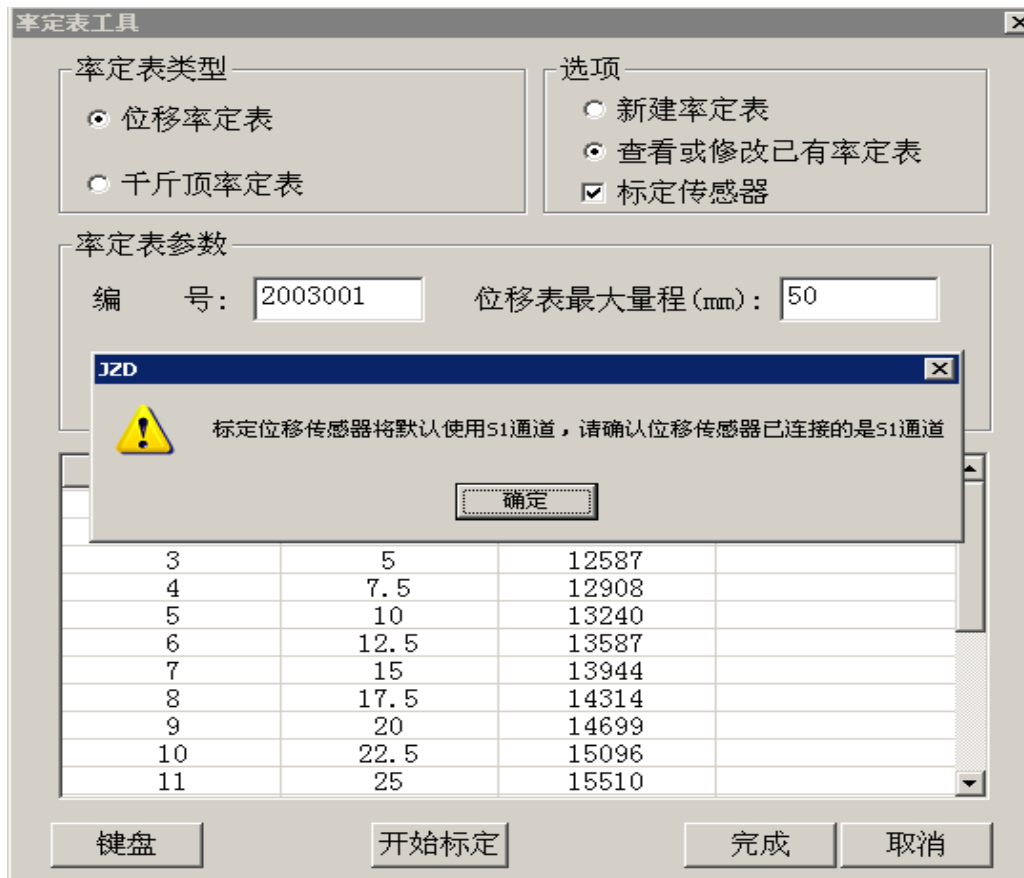 率定表工具
率定表类型
位移率定表
千斤顶率定表
选项
新建率定表
查看或修改已有率定表
标定传感器
率定表参数
编 号: 2003001 位移表最大量程(mm): 50
JZD
标定位移传感器将默认使用S1通道，请确认位移传感器已连接的是S1通道
确定
3 5 12587
4 7.5 12908
5 10 13240
6 12.5 13587
7 15 13944
8 17.5 14314
9 20 14699
10 22.5 15096
11 25 15510
键盘 开始标定 完成 取消